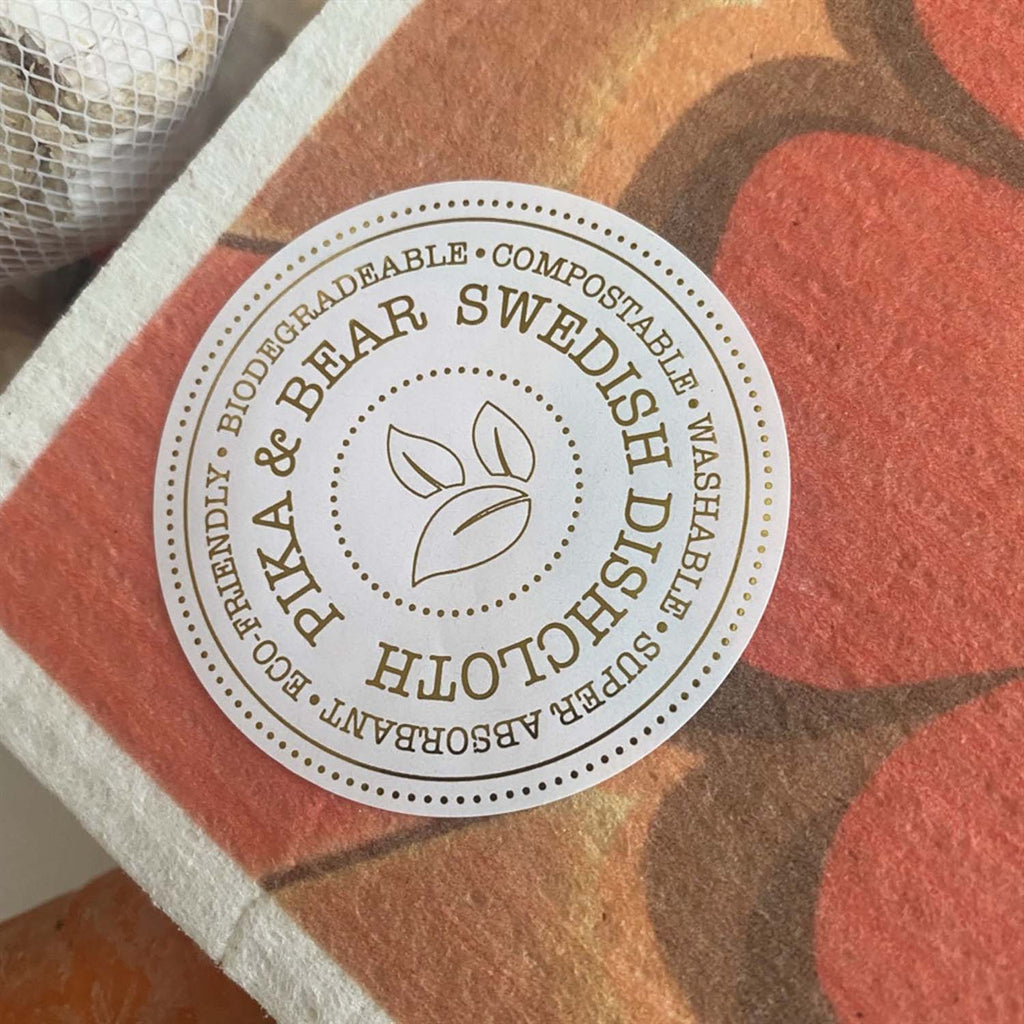 PIKA & BEAR SWEDISH DISHCLOTH
BIODEGRADEABLE • COMPOSTABLE • WASHABLE • SUPER ABSORBANT • ECO-FRIENDLY •